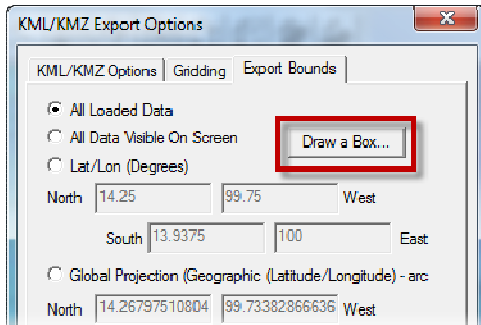 KML/KMZ Export Options
KML/KMZ Options Gridding Export Bounds
All Loaded Data
All Data Visible On Screen Draw a Box...
Lat/Lon (Degrees)
North 14.25 99.75 West
South 13.9375 100 East
Global Projection (Geographic (Latitude/Longitude) - arc
North 14.26797510804 99.73382866636 West